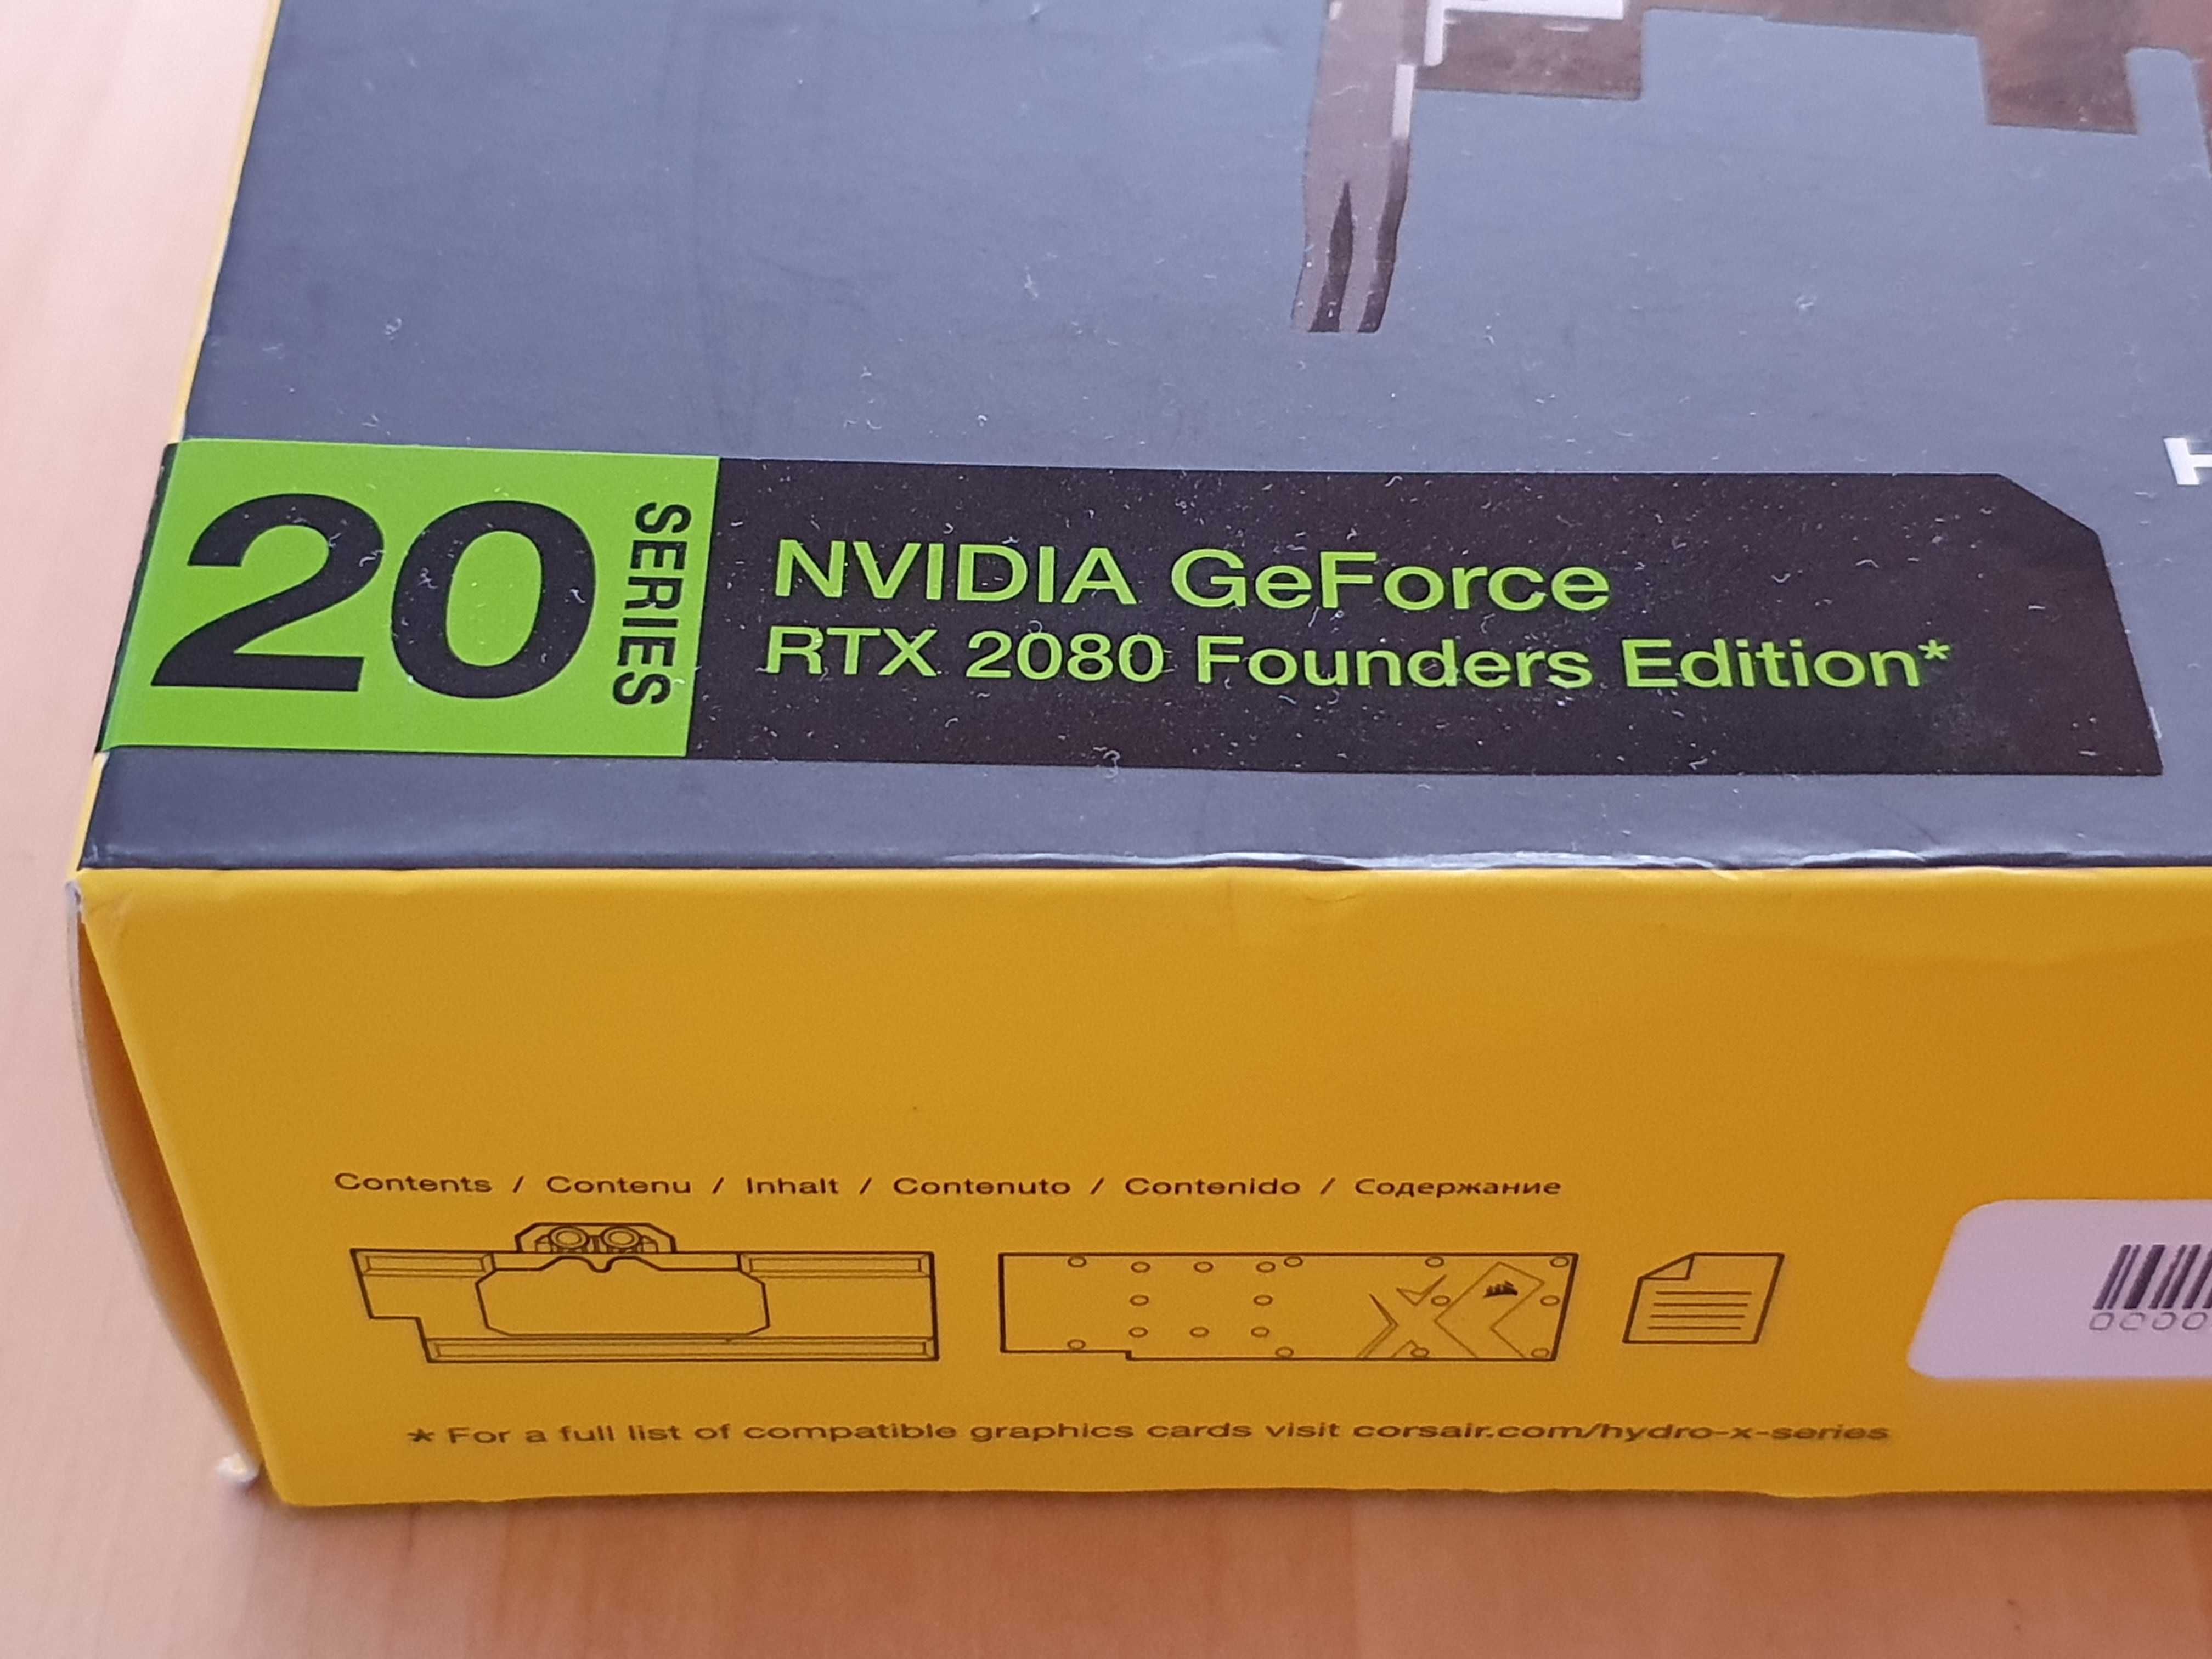 20 SERIES
NVIDIA GeForce
RTX 2080 Founders Edition*
Contents / Contenu / Inhalt / Contenuto / Contenido / Содержание
* For a full list of compatible graphics cards visit corsair.com/hydro-x-series